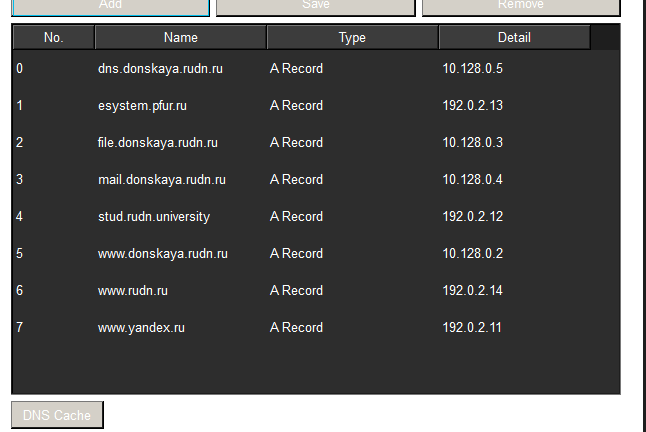 Add Save Remove
No. Name Type Detail
0 dns.donskaya.rudn.ru A Record 10.128.0.5
1 esystem.pfur.ru A Record 192.0.2.13
2 file.donskaya.rudn.ru A Record 10.128.0.3
3 mail.donskaya.rudn.ru A Record 10.128.0.4
4 stud.rudn.university A Record 192.0.2.12
5 www.donskaya.rudn.ru A Record 10.128.0.2
6 www.rudn.ru A Record 192.0.2.14
7 www.yandex.ru A Record 192.0.2.11
DNS Cache